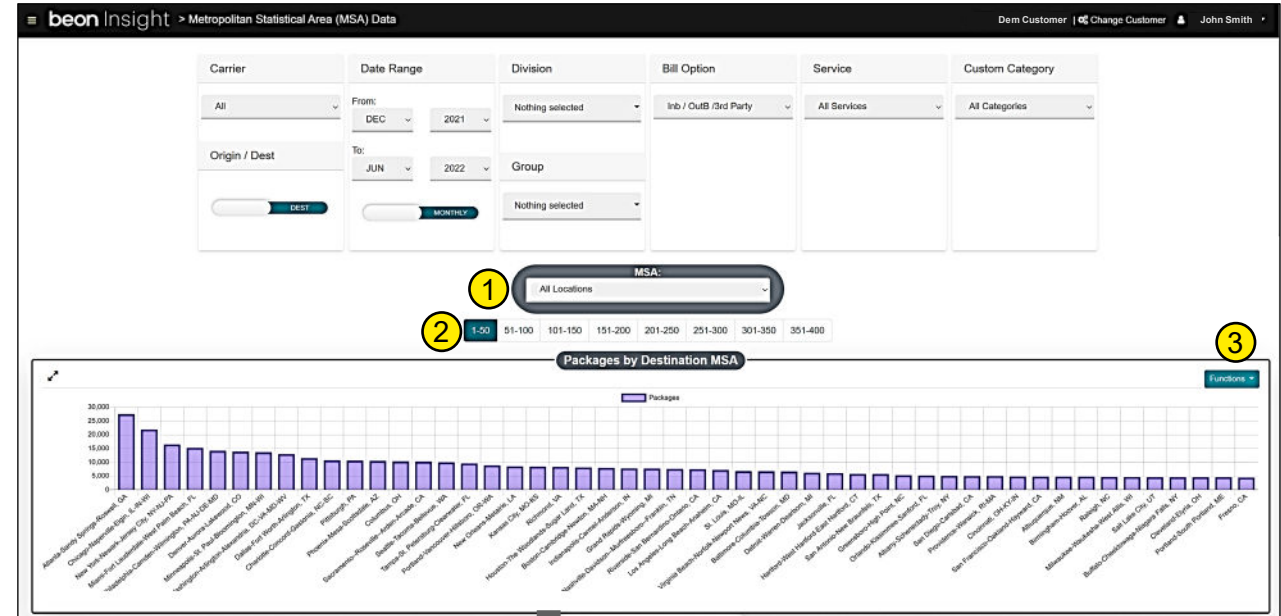 ≡ beon Insight > Metropolitan Statistical Area (MSA) Data
Dem Customer | Change Customer John Smith
Carrier Date Range Division Bill Option Service Custom Category
All From: Nothing selected Inb / OutB /3rd Party All Services All Categories
DEC 2021
Origin / Dest To: Group
JUN 2022
DEST MONTHLY Nothing selected
MSA:
1 All Locations
2 1-50 51-100 101-150 151-200 201-250 251-300 301-350 351-400
3
Packages by Destination MSA
Functions
Packages
30,000
25,000
20,000
15,000
10,000
5,000
0
Atlanta-Sandy Springs-Roswell, GA
Chicago-Naperville-Elgin, IL-IN-WI
New York-Newark-Jersey City, NY-NJ-PA
Miami-Fort Lauderdale-West Palm Beach, FL
Philadelphia-Camden-Wilmington, PA-NJ-DE-MD
Denver-Aurora-Lakewood, CO
Minneapolis-St. Paul-Bloomington, MN-WI
Washington-Arlington-Alexandria, DC-VA-MD-WV
Dallas-Fort Worth-Arlington, TX
Charlotte-Concord-Gastonia, NC-SC
Pittsburgh, PA
Phoenix-Mesa-Scottsdale, AZ
Columbus, OH
Sacramento--Roseville--Arden-Arcade, CA
Seattle-Tacoma-Bellevue, WA
Tampa-St. Petersburg-Clearwater, FL
Portland-Vancouver-Hillsboro, OR-WA
New Orleans-Metairie, LA
Kansas City, MO-KS
Richmond, VA
Houston-The Woodlands-Sugar Land, TX
Boston-Cambridge-Newton, MA-NH
Indianapolis-Carmel-Anderson, IN
Grand Rapids-Wyoming, MI
Nashville-Davidson--Murfreesboro--Franklin, TN
Riverside-San Bernardino-Ontario, CA
Los Angeles-Long Beach-Anaheim, CA
St. Louis, MO-IL
Virginia Beach-Norfolk-Newport News, VA-NC
Baltimore-Columbia-Towson, MD
Detroit-Warren-Dearborn, MI
Jacksonville, FL
Hartford-West Hartford-East Hartford, CT
San Antonio-New Braunfels, TX
Greensboro-High Point, NC
Orlando-Kissimmee-Sanford, FL
Albany-Schenectady-Troy, NY
San Diego-Carlsbad, CA
Providence-Warwick, RI-MA
Cincinnati, OH-KY-IN
San Francisco-Oakland-Hayward, CA
Albuquerque, NM
Birmingham-Hoover, AL
Raleigh, NC
Milwaukee-Waukesha-West Allis, WI
Salt Lake City, UT
Buffalo-Cheektowaga-Niagara Falls, NY
Cleveland-Elyria, OH
Portland-South Portland, ME
Fresno, CA